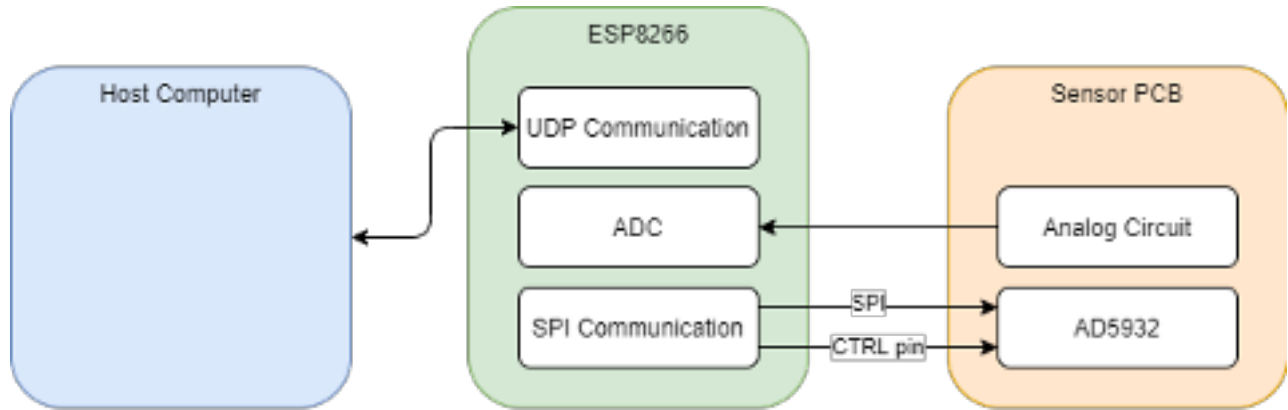 ESP8266
Host Computer
Sensor PCB
UDP Communication
ADC
Analog Circuit
SPI Communication
SPI
CTRL pin
AD5932